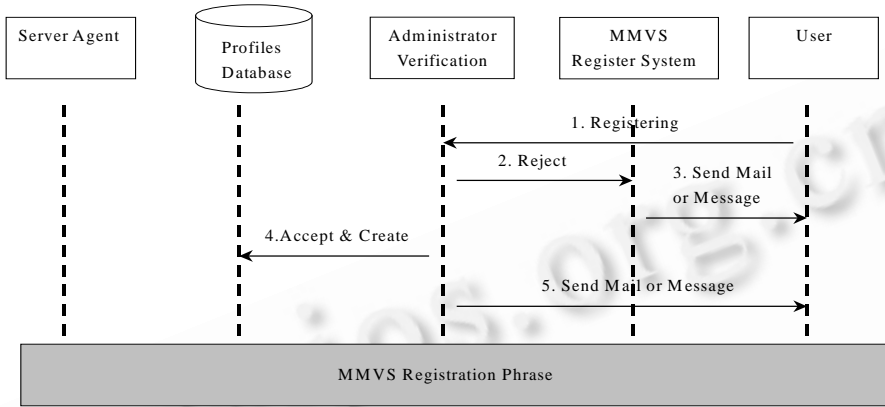 Server Agent
Profiles
Database
Administrator
Verification
MMVS
Register System
User
1. Registering
2. Reject
3. Send Mail
or Message
4.Accept & Create
5. Send Mail or Message
MMVS Registration Phrase